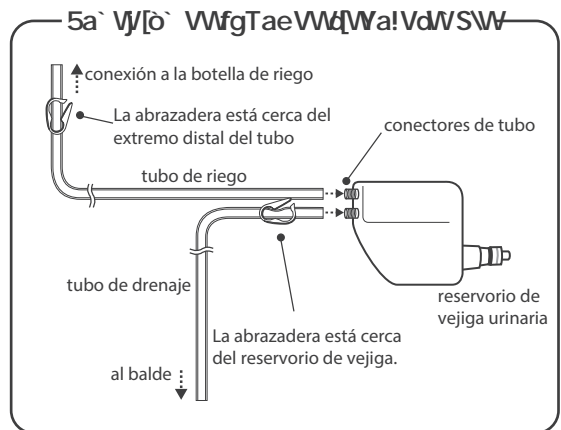 conexión a la botella de riego
La abrazadera está cerca del
extremo distal del tubo
conectores de tubo
tubo de riego
tubo de drenaje
reservorio de
vejiga urinaria
La abrazadera está cerca
del reservorio de vejiga.
al balde